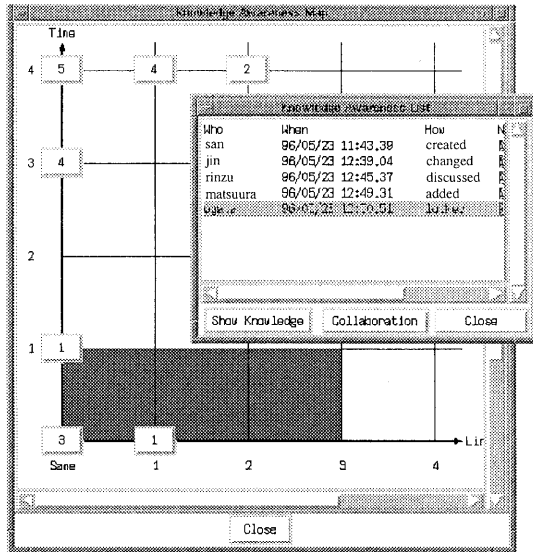 Knowledge Awareness Map
Time
4 5 4 2
Knowledge Awareness List
Who When How N
san 96/05/23 11:43.39 created
jin 96/05/23 12:39.04 changed
3 4
rinzu 96/05/23 12:45.37 discussed
matsuura 96/05/23 12:49.31 added
2
Show Knowledge Collaboration Close
1 1
3 1 Lin
Same 1 2 3 4
Close